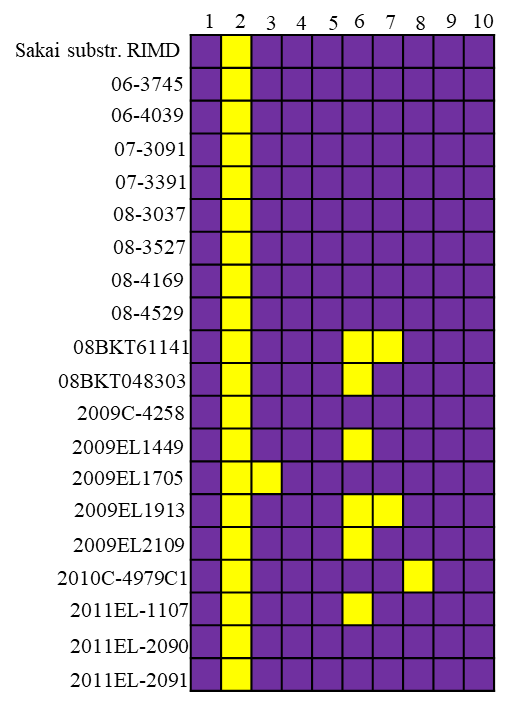 1 2 3 4 5 6 7 8 9 10
Sakai substr. RIMD
06-3745
06-4039
07-3091
07-3391
08-3037
08-3527
08-4169
08-4529
08BKT61141
08BKT048303
2009C-4258
2009EL1449
2009EL1705
2009EL1913
2009EL2109
2010C-4979C1
2011EL-1107
2011EL-2090
2011EL-2091